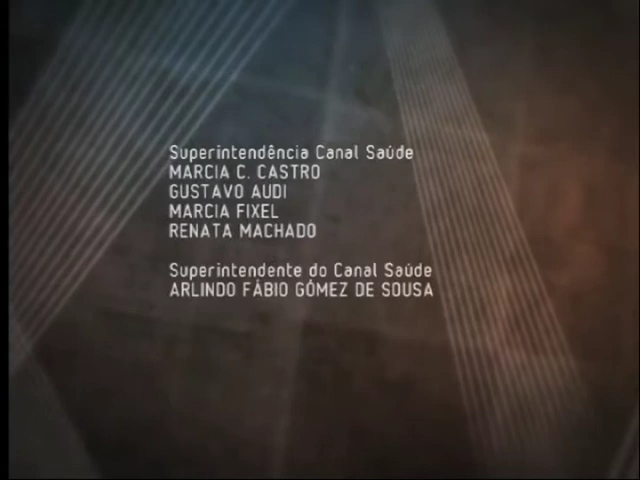 Superintendência Canal Saúde
MARCIA C. CASTRO
GUSTAVO AUDI
MARCIA FIXEL
RENATA MACHADO
Superintendente do Canal Saúde
ARLINDO FÁBIO GÓMEZ DE SOUSA